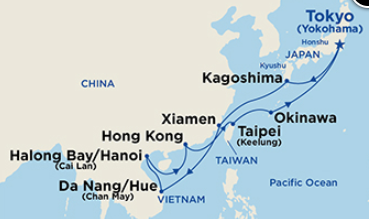 Tokyo
(Yokohama)
Honshu
JAPAN
Kyushu
Kagoshima
CHINA
Xiamen
Okinawa
Hong Kong
Taipei
(Keelung)
Halong Bay/Hanoi
(Cai Lan)
TAIWAN
Da Nang/Hue
(Chan May)
VIETNAM
Pacific Ocean